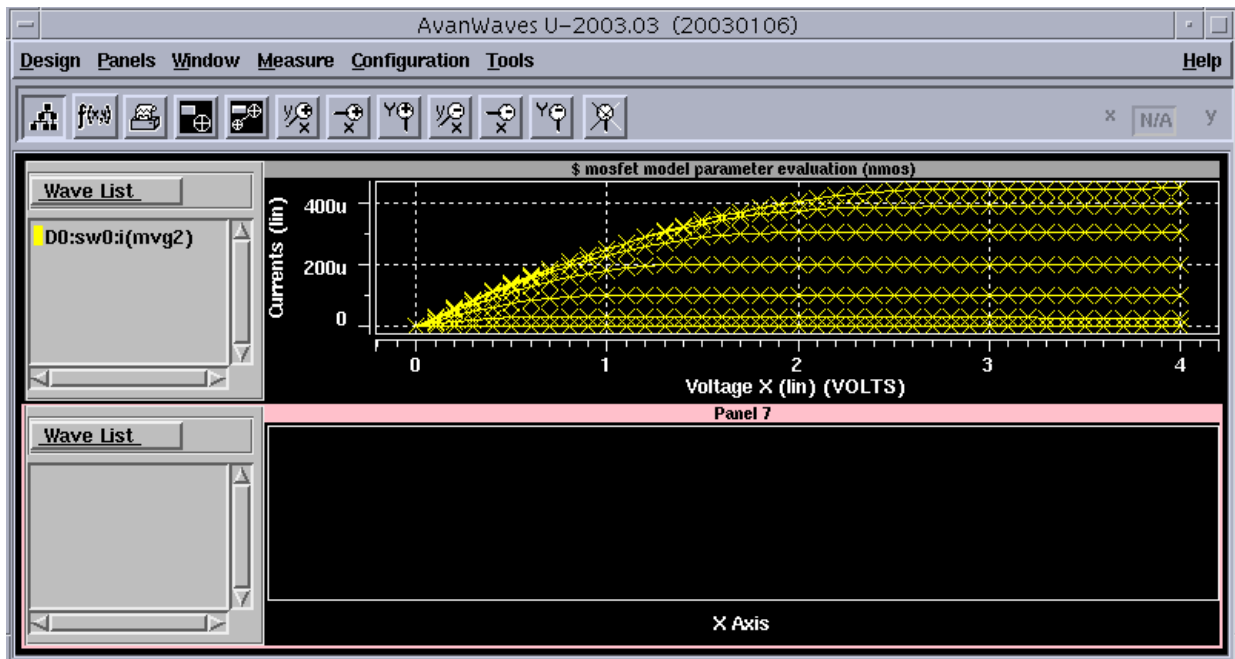 AvanWaves U-2003.03 (20030106)
Design Panels Window Measure Configuration Tools Help
f(x,y) y x x Y y x x Y x N/A y
$ mosfet model parameter evaluation (nmos)
Wave List
D0:sw0:i(mvg2)
Currents (lin)
400u
200u
0
0 1 2 3 4
Voltage X (lin) (VOLTS)
Panel 7
Wave List
X Axis